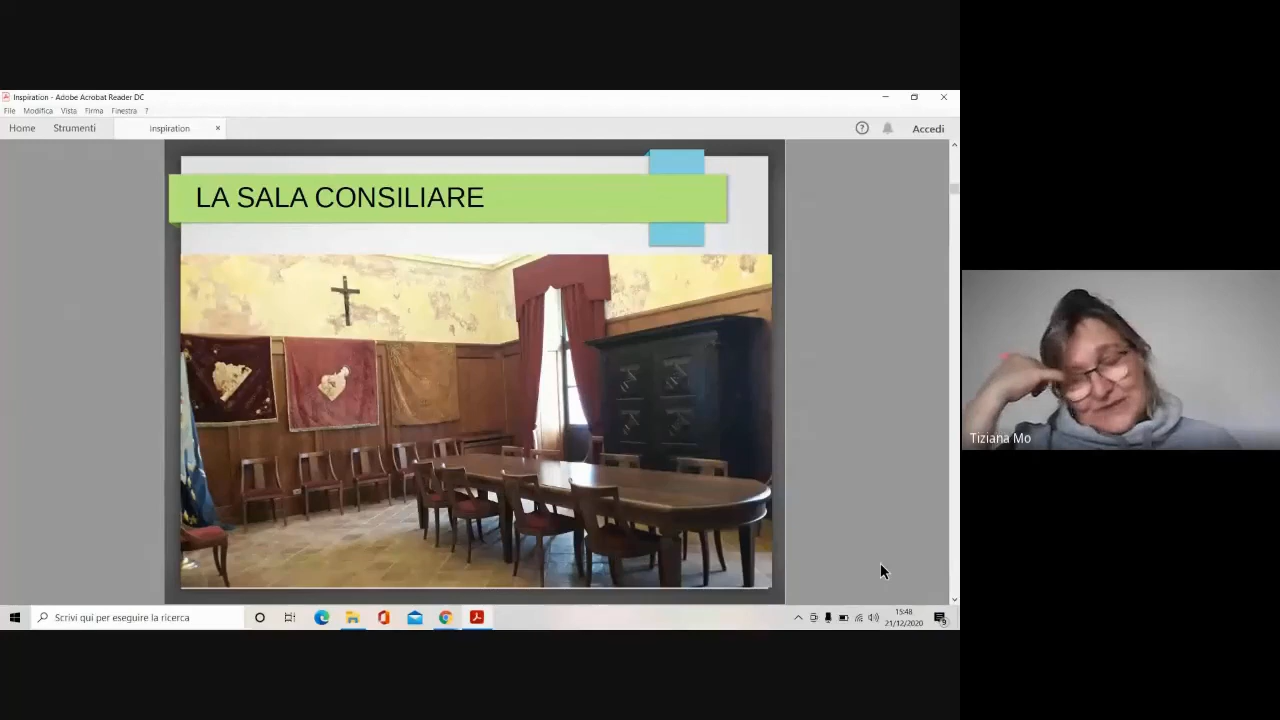 Inspiration - Adobe Acrobat Reader DC
File Modifica Vista Firma Finestra ?
Home Strumenti Inspiration × Accedi
LA SALA CONSILIARE
Tiziana Mo
Scrivi qui per eseguire la ricerca
15:48
21/12/2020